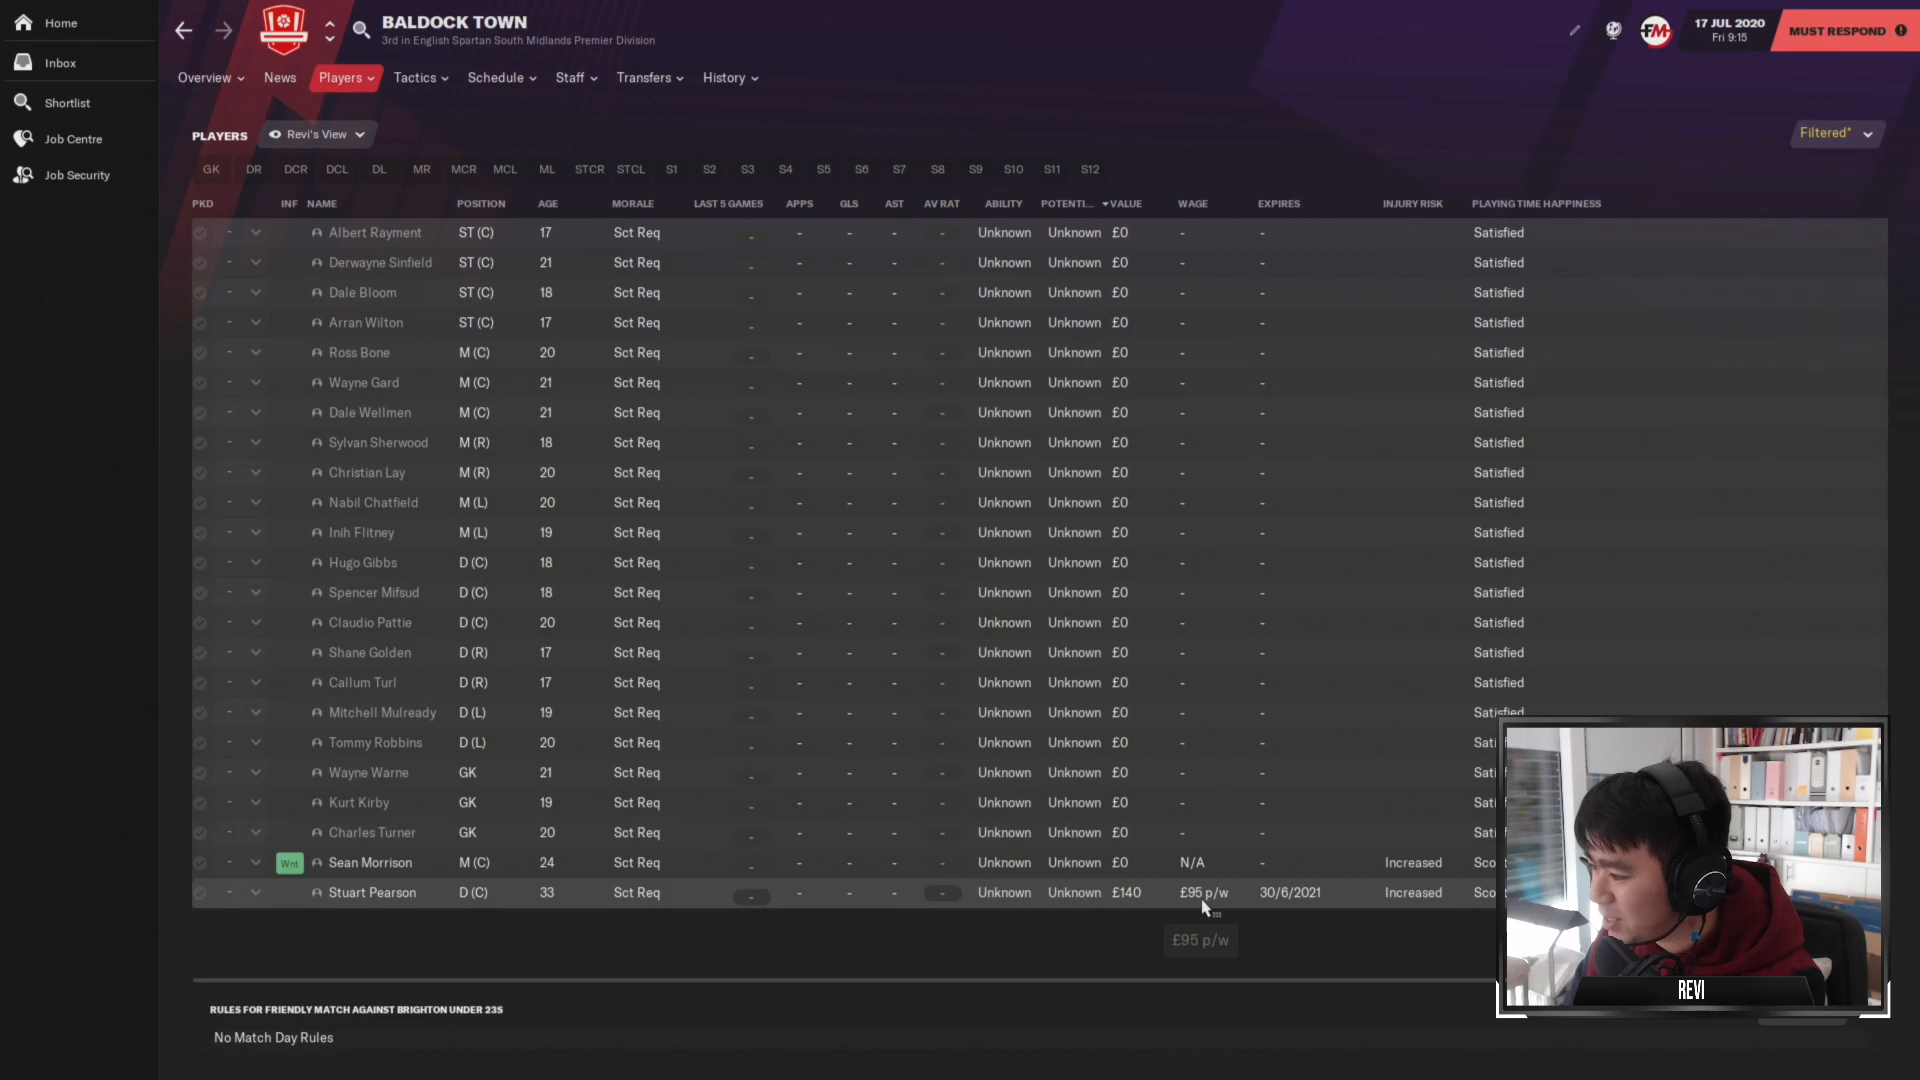 Home
Inbox
Shortlist
Job Centre
Job Security
BALDOCK TOWN
3rd in English Spartan South Midlands Premier Division
FM
17 JUL 2020
Fri 9:15
MUST RESPOND
Overview News Players Tactics Schedule Staff Transfers History
PLAYERS Revi's View Filtered*
GK DR DCR DCL DL MR MCR MCL ML STCR STCL S1 S2 S3 S4 S5 S6 S7 S8 S9 S10 S11 S12
PKD INF NAME POSITION AGE MORALE LAST 5 GAMES APPS GLS AST AV RAT ABILITY POTENTI... VALUE WAGE EXPIRES INJURY RISK PLAYING TIME HAPPINESS
- Albert Rayment ST (C) 17 Sct Req - - - - - Unknown Unknown £0 - - Satisfied
- Derwayne Sinfield ST (C) 21 Sct Req - - - - - Unknown Unknown £0 - - Satisfied
- Dale Bloom ST (C) 18 Sct Req - - - - - Unknown Unknown £0 - - Satisfied
- Arran Wilton ST (C) 17 Sct Req - - - - - Unknown Unknown £0 - - Satisfied
- Ross Bone M (C) 20 Sct Req - - - - - Unknown Unknown £0 - - Satisfied
- Wayne Gard M (C) 21 Sct Req - - - - - Unknown Unknown £0 - - Satisfied
- Dale Wellmen M (C) 21 Sct Req - - - - - Unknown Unknown £0 - - Satisfied
- Sylvan Sherwood M (R) 18 Sct Req - - - - - Unknown Unknown £0 - - Satisfied
- Christian Lay M (R) 20 Sct Req - - - - - Unknown Unknown £0 - - Satisfied
- Nabil Chatfield M (L) 20 Sct Req - - - - - Unknown Unknown £0 - - Satisfied
- Inih Flitney M (L) 19 Sct Req - - - - - Unknown Unknown £0 - - Satisfied
- Hugo Gibbs D (C) 18 Sct Req - - - - - Unknown Unknown £0 - - Satisfied
- Spencer Mifsud D (C) 18 Sct Req - - - - - Unknown Unknown £0 - - Satisfied
- Claudio Pattie D (C) 20 Sct Req - - - - - Unknown Unknown £0 - - Satisfied
- Shane Golden D (R) 17 Sct Req - - - - - Unknown Unknown £0 - - Satisfied
- Callum Turl D (R) 17 Sct Req - - - - - Unknown Unknown £0 - - Satisfied
- Mitchell Mulready D (L) 19 Sct Req - - - - - Unknown Unknown £0 - - Satisfied
- Tommy Robbins D (L) 20 Sct Req - - - - - Unknown Unknown £0 - - Sati
- Wayne Warne GK 21 Sct Req - - - - - Unknown Unknown £0 - - Sati
- Kurt Kirby GK 19 Sct Req - - - - - Unknown Unknown £0 - - Sati
- Charles Turner GK 20 Sct Req - - - - - Unknown Unknown £0 - - Sati
- Wnt Sean Morrison M (C) 24 Sct Req - - - - - Unknown Unknown £0 N/A - Increased Sco
- Stuart Pearson D (C) 33 Sct Req - - - - - Unknown Unknown £140 £95 p/w 30/6/2021 Increased Sco
£95 p/w
RULES FOR FRIENDLY MATCH AGAINST BRIGHTON UNDER 23S
No Match Day Rules
REVI